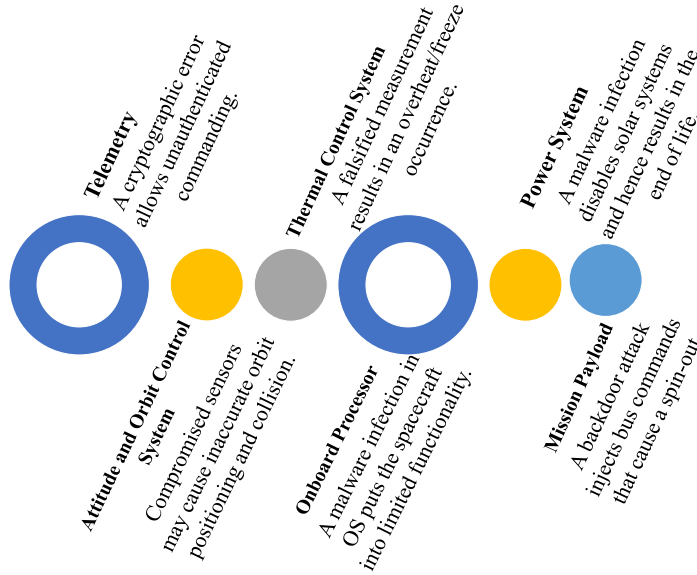 Telemetry
A cryptographic error
allows unauthenticated
commanding.
Attitude and Orbit Control
System
Compromised sensors
may cause inaccurate orbit
positioning and collision.
Thermal Control System
A falsified measurement
results in an overheat/freeze
occurrence.
Onboard Processor
A malware infection in
OS puts the spacecraft
into limited functionality.
Power System
A malware infection
disables solar systems
and hence results in the
end of life.
Mission Payload
A backdoor attack
injects bus commands
that cause a spin-out